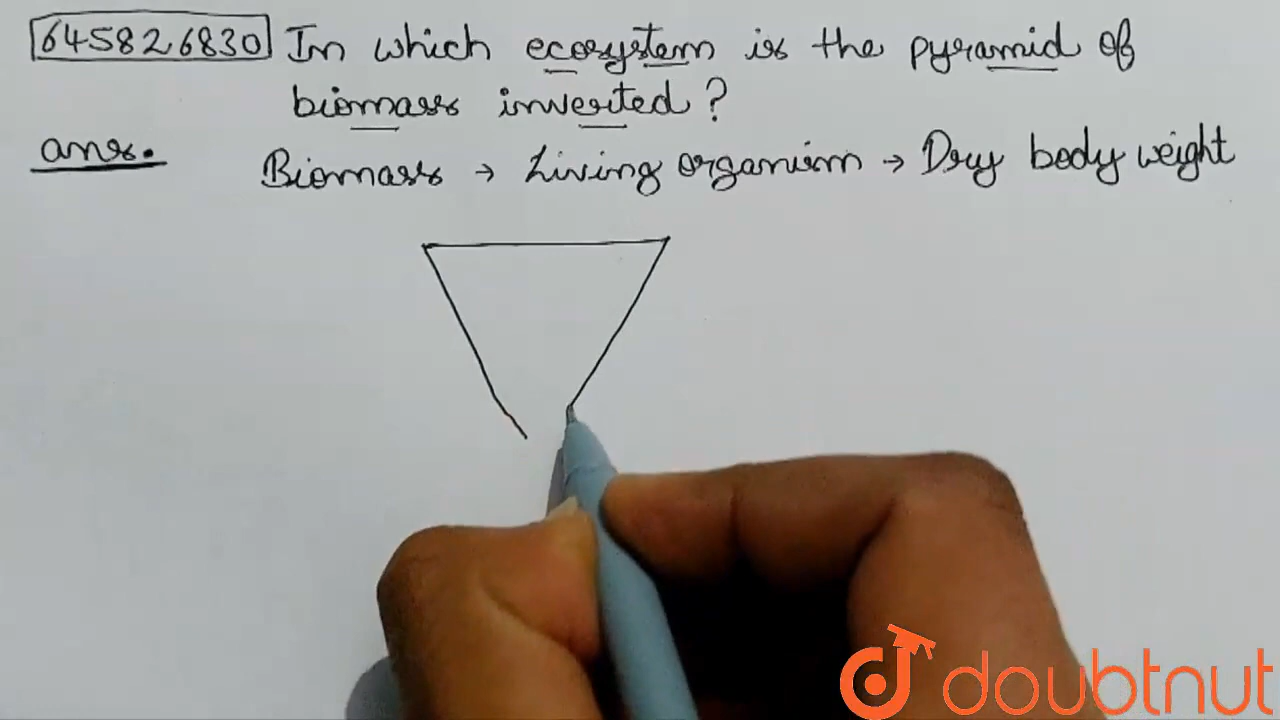 645826830 In which ecosystem is the pyramid of
biomass inverted ?
ans.
Biomass → Living organism → Dry body weight
doubtnut